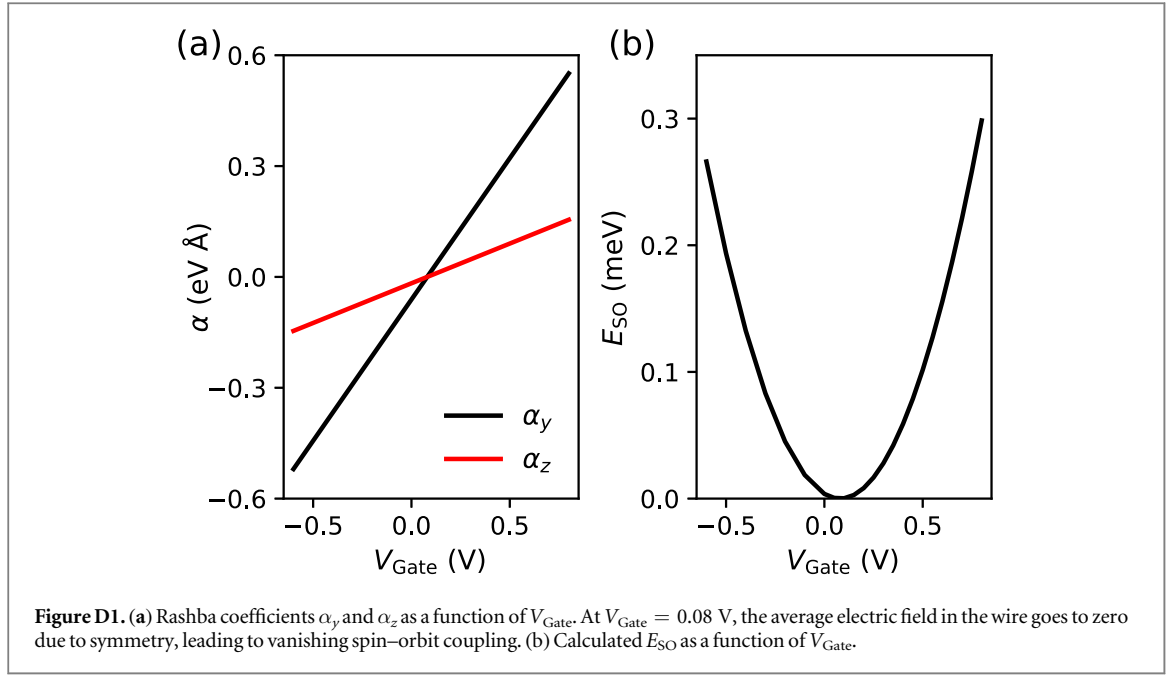 (a)
0.6
0.3
0.0
−0.3
−0.6
α (eV Å)
α_y
α_z
−0.5 0.0 0.5
V_Gate (V)
(b)
0.3
0.2
0.1
0.0
E_SO (meV)
−0.5 0.0 0.5
V_Gate (V)
Figure D1. (a) Rashba coefficients α_y and α_z as a function of V_Gate. At V_Gate = 0.08 V, the average electric field in the wire goes to zero
due to symmetry, leading to vanishing spin–orbit coupling. (b) Calculated E_SO as a function of V_Gate.